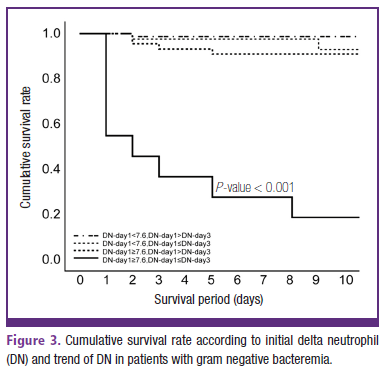 1.0
0.8
0.6
0.4
0.2
0.0
Cumulative survival rate
P-value < 0.001
DN-day1<7.6,DN-day1>DN-day3
DN-day1<7.6,DN-day1≤DN-day3
DN-day1≥7.6,DN-day1>DN-day3
DN-day1≥7.6,DN-day1≤DN-day3
0 1 2 3 4 5 6 7 8 9 10
Survival period (days)
Figure 3. Cumulative survival rate according to initial delta neutrophil
(DN) and trend of DN in patients with gram negative bacteremia.